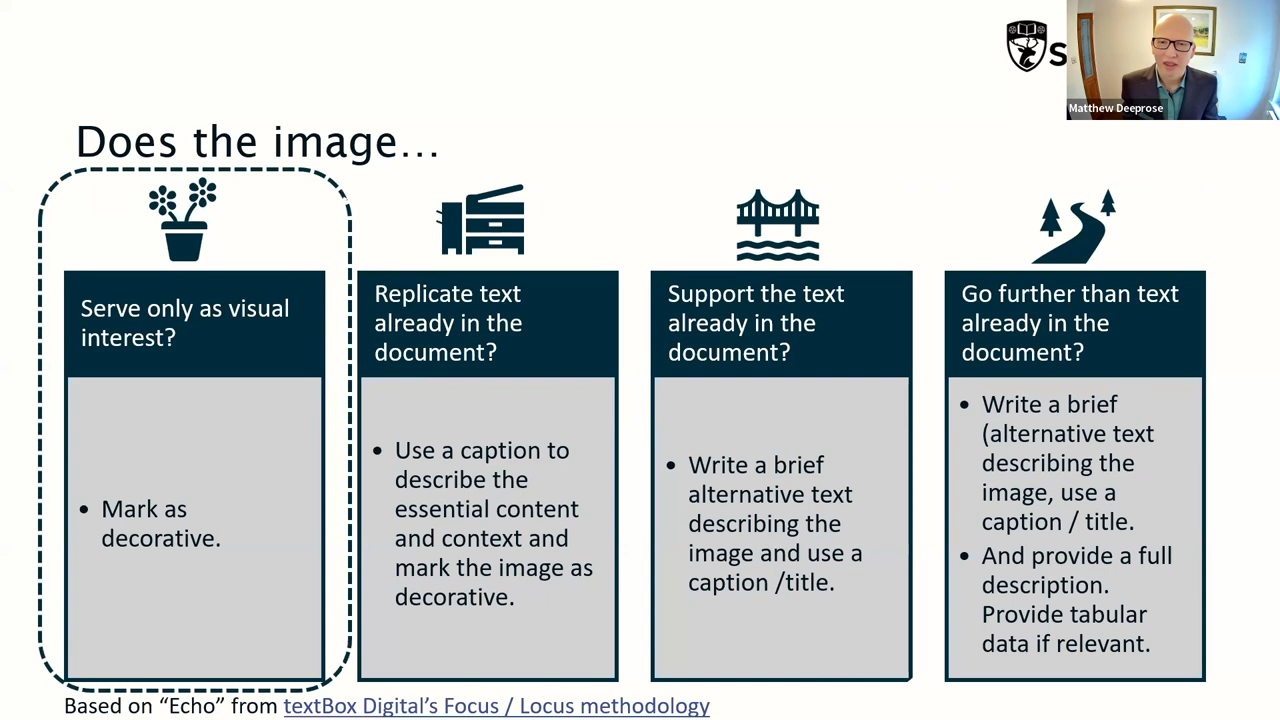 S
Matthew Deeprose
Does the image...
Serve only as visual
interest?
• Mark as
decorative.
Replicate text
already in the
document?
• Use a caption to
describe the
essential content
and context and
mark the image as
decorative.
Support the text
already in the
document?
• Write a brief
alternative text
describing the
image and use a
caption /title.
Go further than text
already in the
document?
• Write a brief
(alternative text
describing the
image, use a
caption / title.
• And provide a full
description.
Provide tabular
data if relevant.
Based on “Echo” from textBox Digital’s Focus / Locus methodology